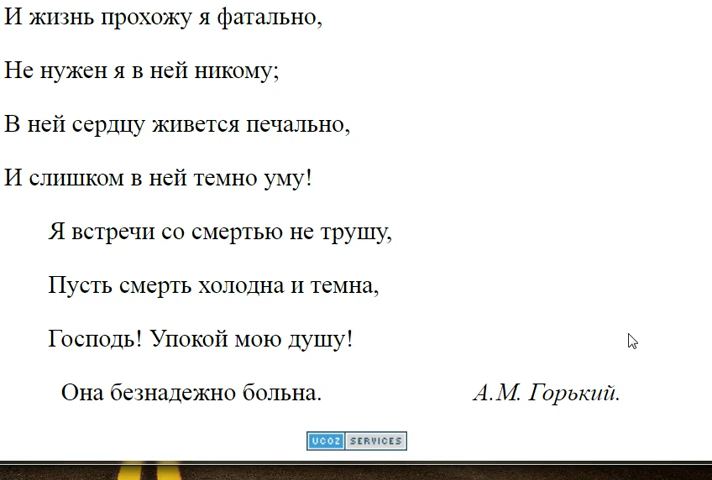 И жизнь прохожу я фатально,
Не нужен я в ней никому;
В ней сердцу живется печально,
И слишком в ней темно уму!
Я встречи со смертью не трушу,
Пусть смерть холодна и темна,
Господь! Упокой мою душу!
Она безнадежно больна. А.М. Горький.
UCOZ SERVICES